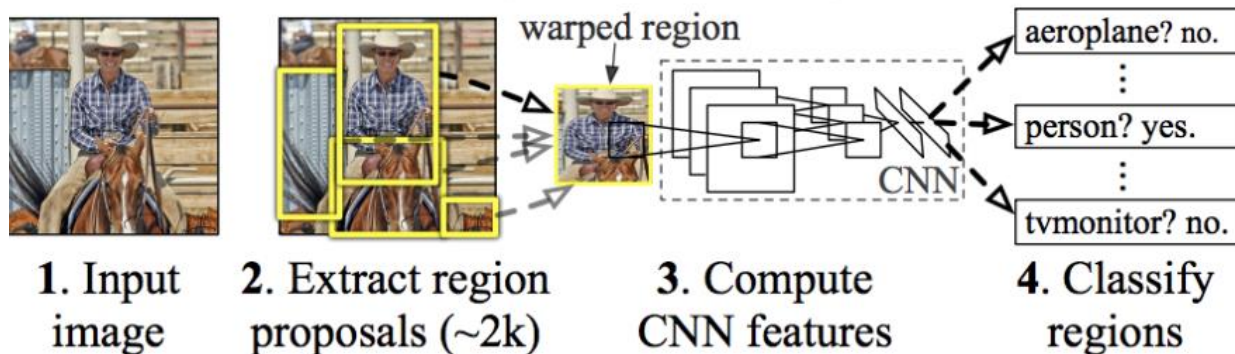 warped region
aeroplane? no.
person? yes.
CNN
tvmonitor? no.
1. Input
image
2. Extract region
proposals (~2k)
3. Compute
CNN features
4. Classify
regions